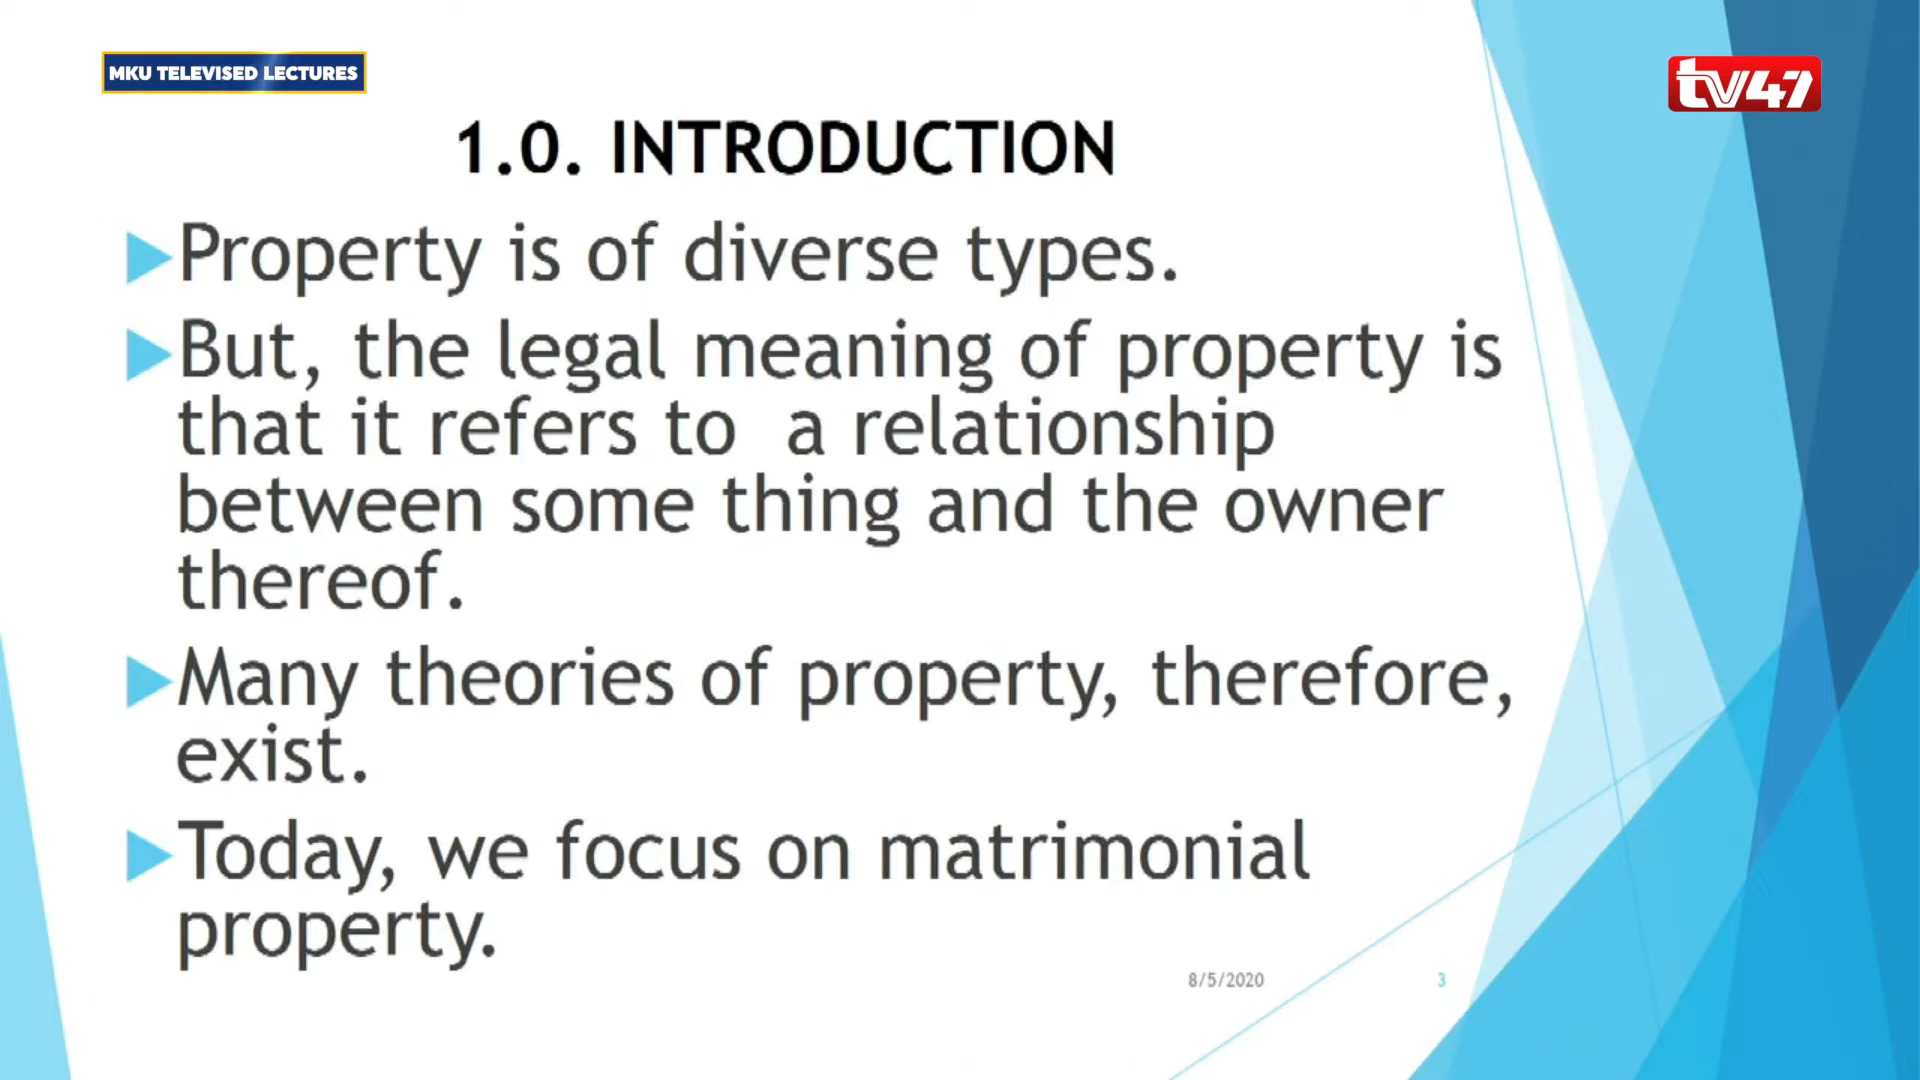 MKU TELEVISED LECTURES
tv47
1.0. INTRODUCTION
Property is of diverse types.
But, the legal meaning of property is
that it refers to a relationship
between some thing and the owner
thereof.
Many theories of property, therefore,
exist.
Today, we focus on matrimonial
property.
8/5/2020
3